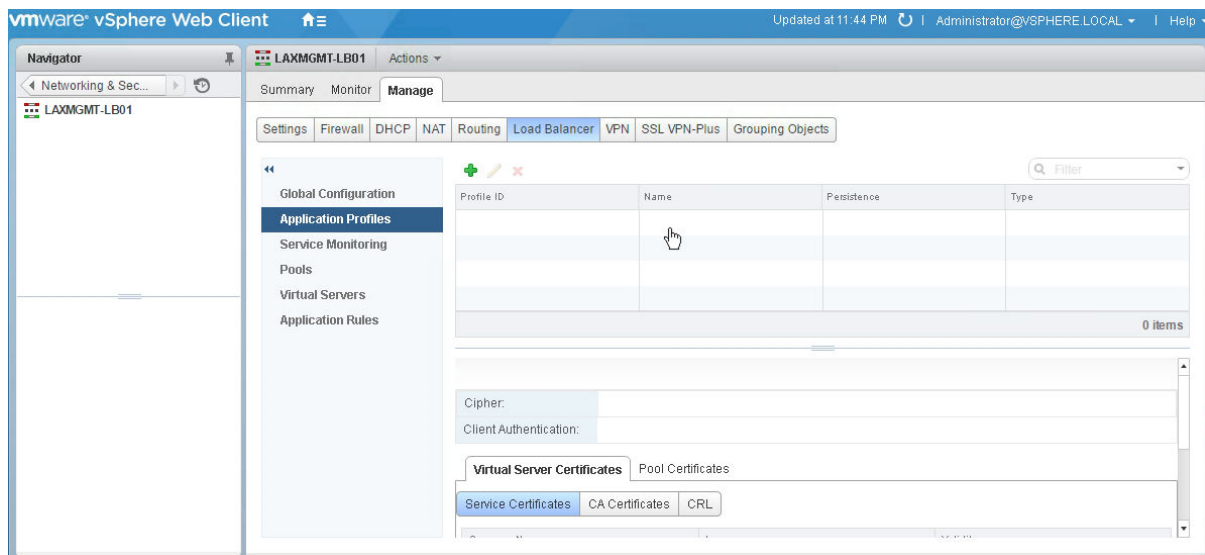 vmware® vSphere Web Client
Updated at 11:44 PM | Administrator@VSPHERE.LOCAL | Help
Navigator
LAXMGMT-LB01 Actions
Networking & Sec...
Summary Monitor Manage
LAXMGMT-LB01
Settings Firewall DHCP NAT Routing Load Balancer VPN SSL VPN-Plus Grouping Objects
Global Configuration
Application Profiles
Service Monitoring
Pools
Virtual Servers
Application Rules
Filter
Profile ID Name Persistence Type
0 items
Cipher:
Client Authentication:
Virtual Server Certificates Pool Certificates
Service Certificates CA Certificates CRL